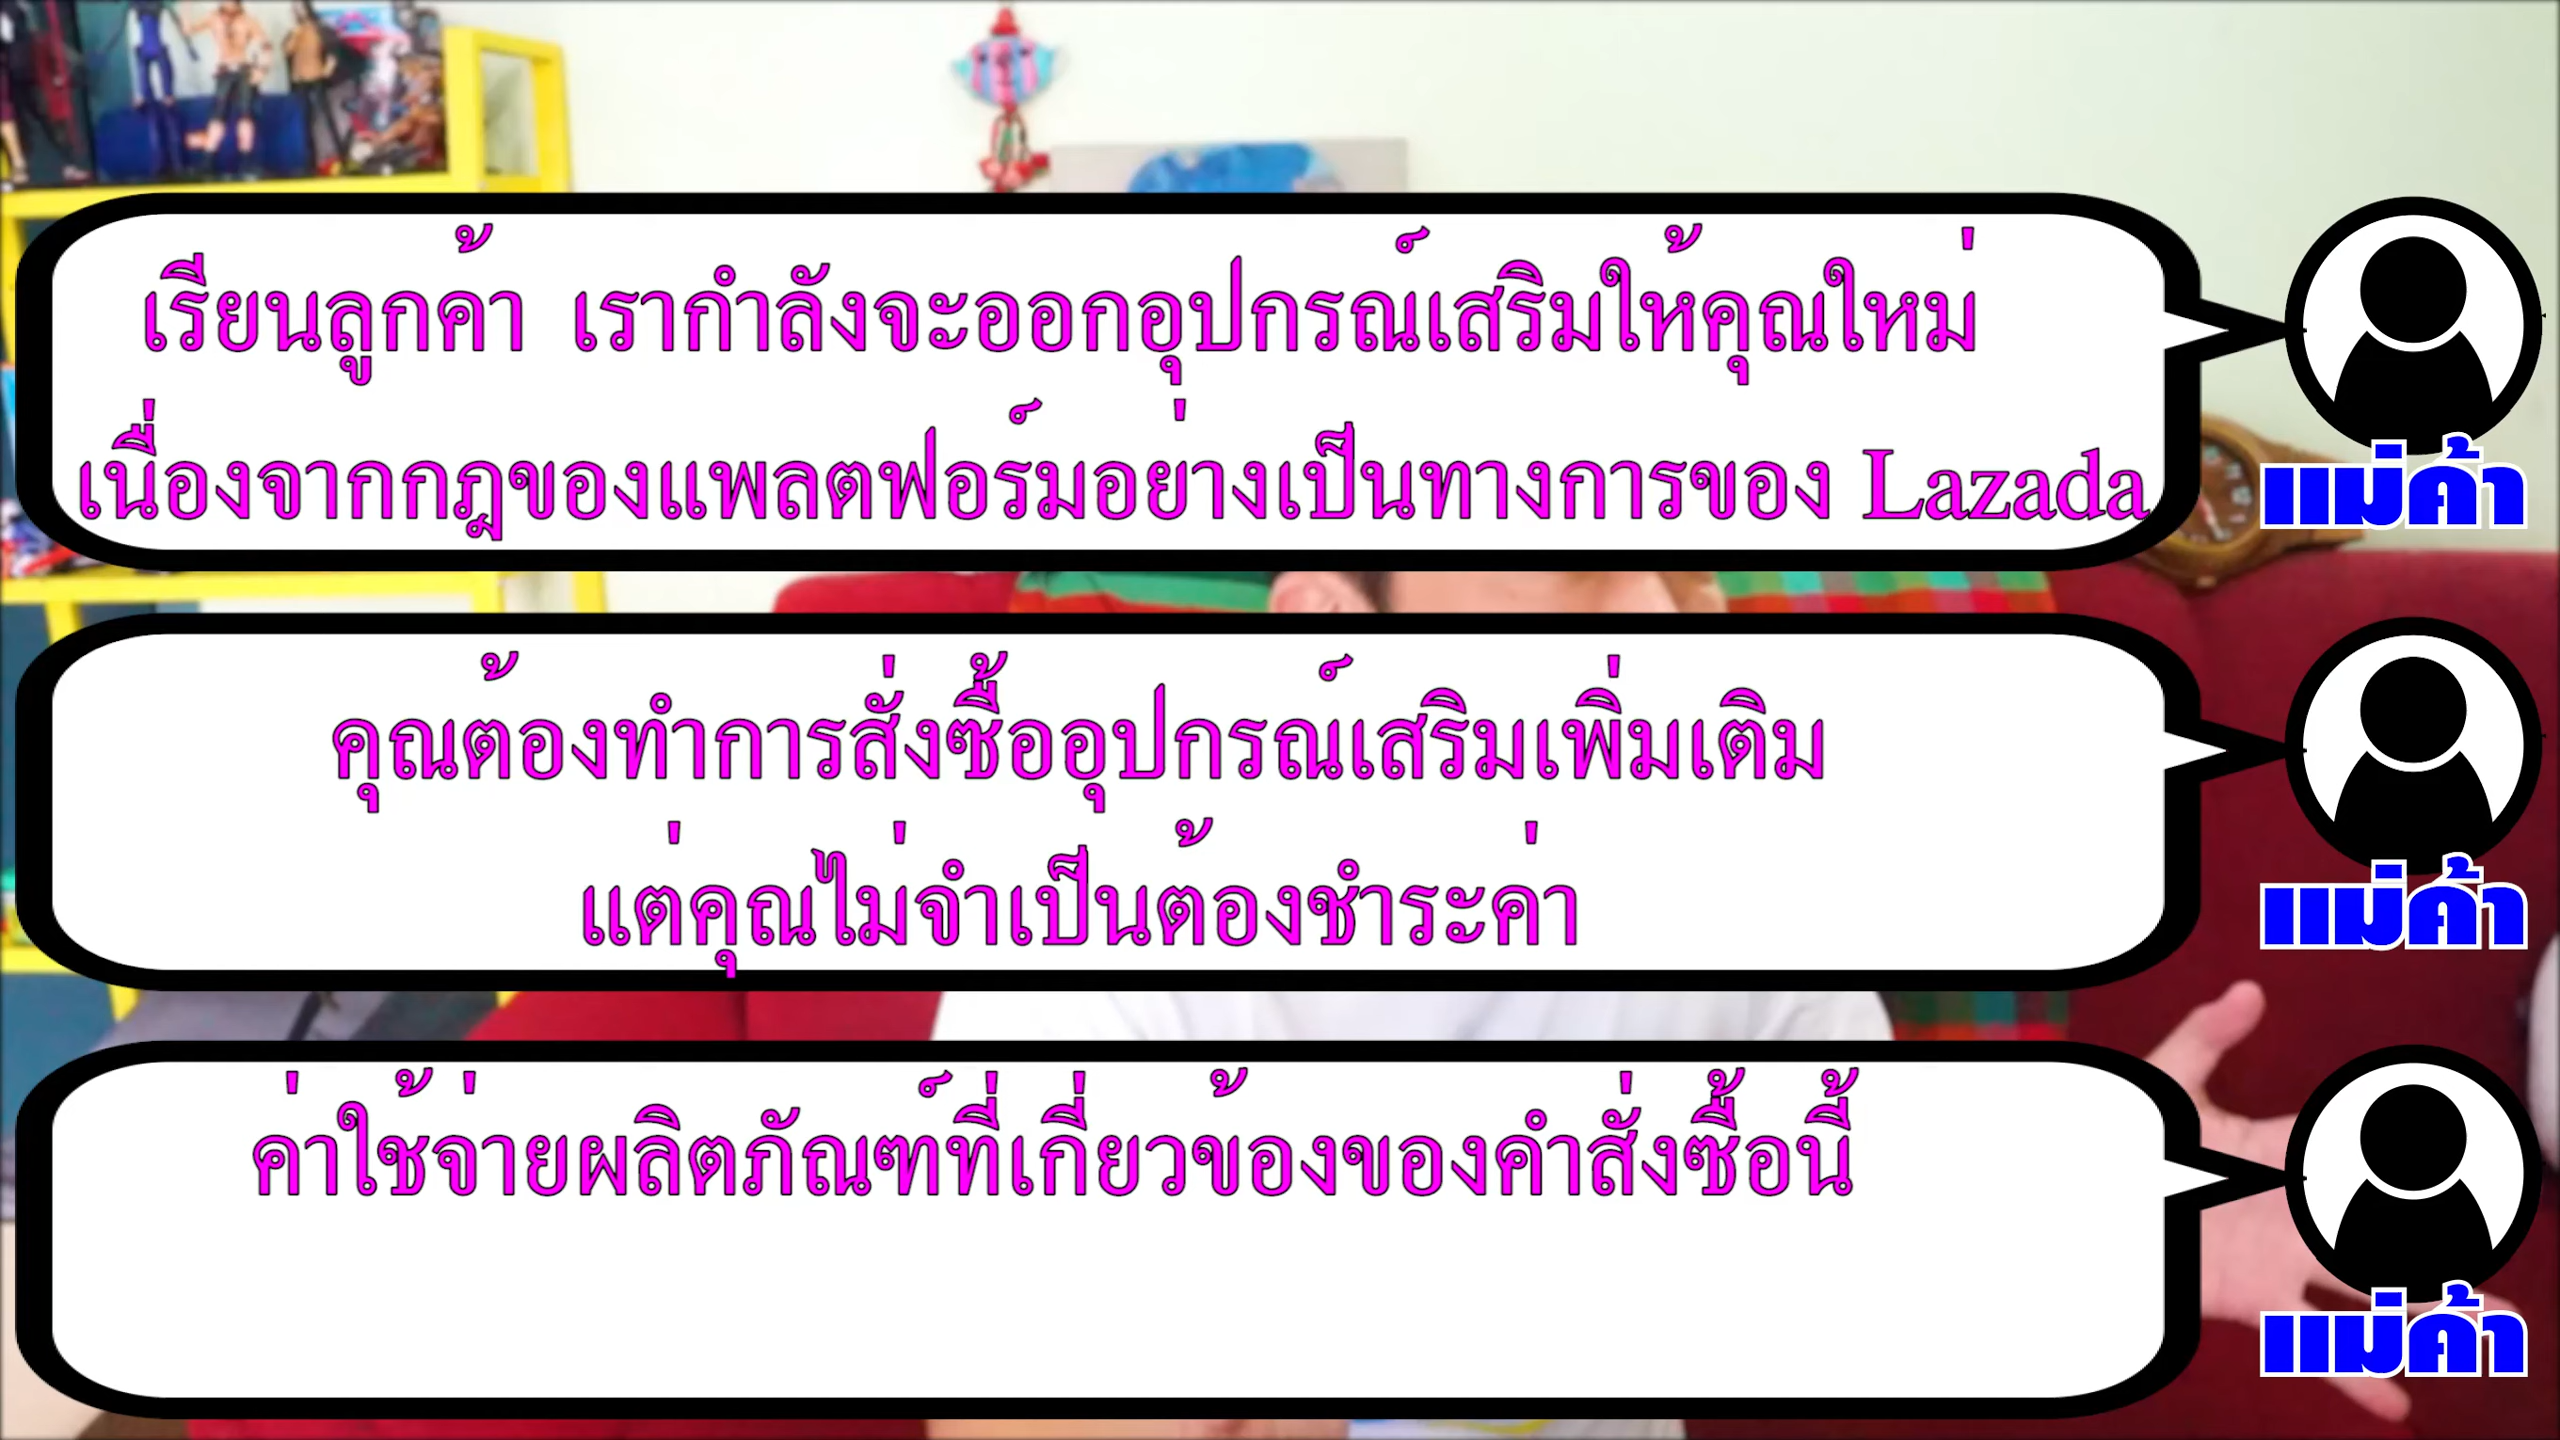 เรียนลูกค้า เรากำลังจะออกอุปกรณ์เสริมให้คุณใหม่
เนื่องจากกฎของแพลตฟอร์มอย่างเป็นทางการของ Lazada
แม่ค้า
คุณต้องทำการสั่งซื้ออุปกรณ์เสริมเพิ่มเติม
แต่คุณไม่จำเป็นต้องชำระค่า
แม่ค้า
ค่าใช้จ่ายผลิตภัณฑ์ที่เกี่ยวข้องของคำสั่งซื้อนี้
แม่ค้า